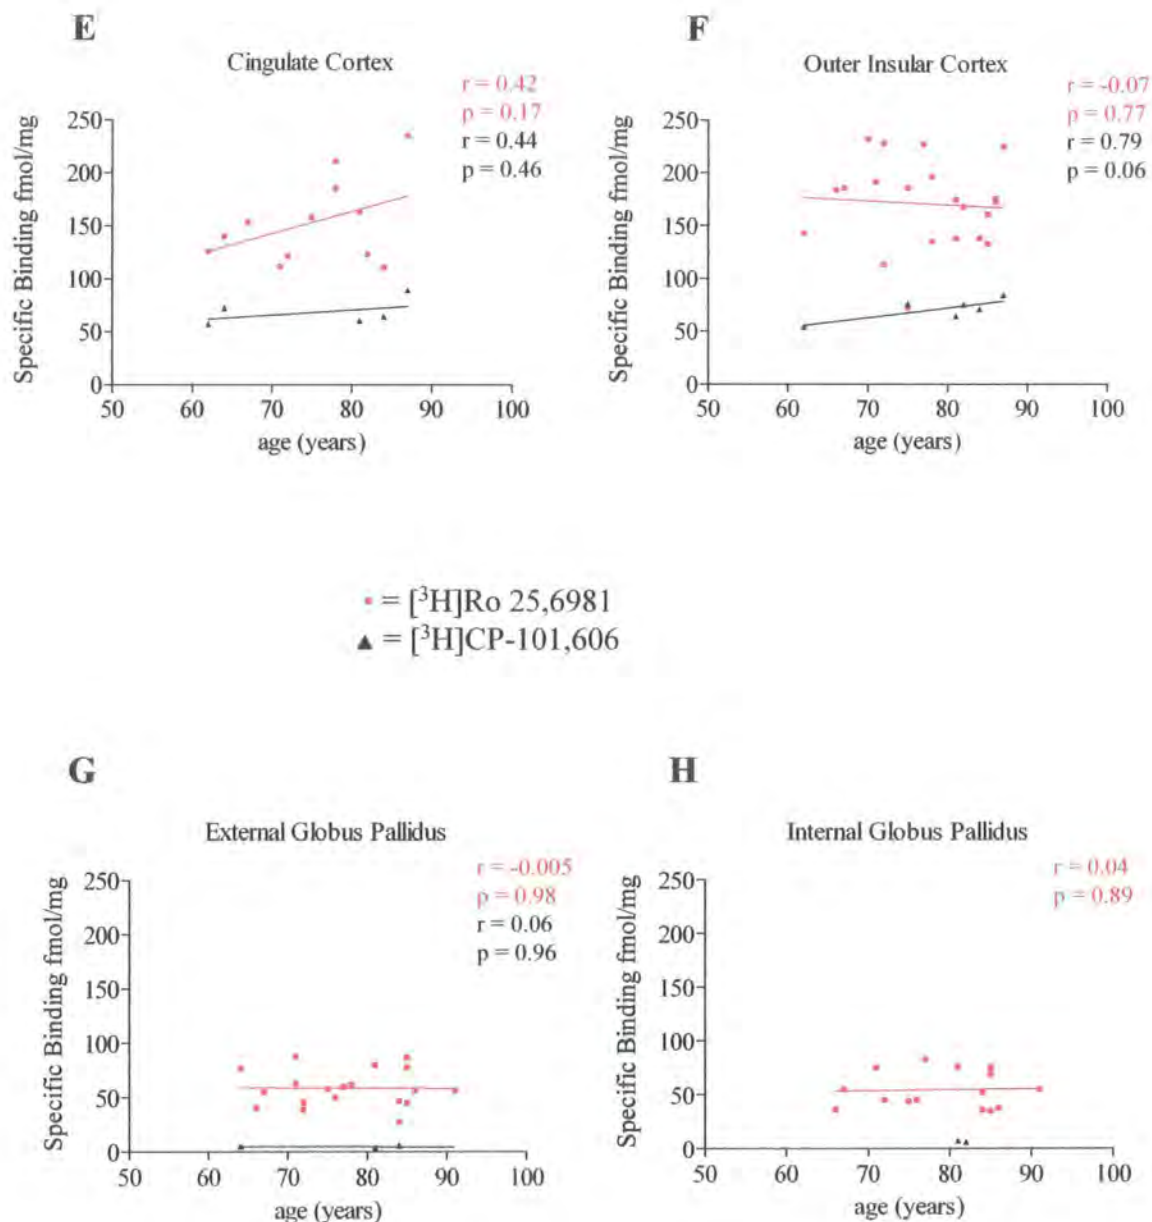 E
Cingulate Cortex
r = 0.42
p = 0.17
r = 0.44
p = 0.46
Specific Binding fmol/mg
250
200
150
100
50
0
50 60 70 80 90 100
age (years)
F
Outer Insular Cortex
r = -0.07
p = 0.77
r = 0.79
p = 0.06
Specific Binding fmol/mg
250
200
150
100
50
0
50 60 70 80 90 100
age (years)
= [³H]Ro 25,6981
= [³H]CP-101,606
G
External Globus Pallidus
r = -0.005
p = 0.98
r = 0.06
p = 0.96
Specific Binding fmol/mg
250
200
150
100
50
0
50 60 70 80 90 100
age (years)
H
Internal Globus Pallidus
r = 0.04
p = 0.89
Specific Binding fmol/mg
250
200
150
100
50
0
50 60 70 80 90 100
age (years)